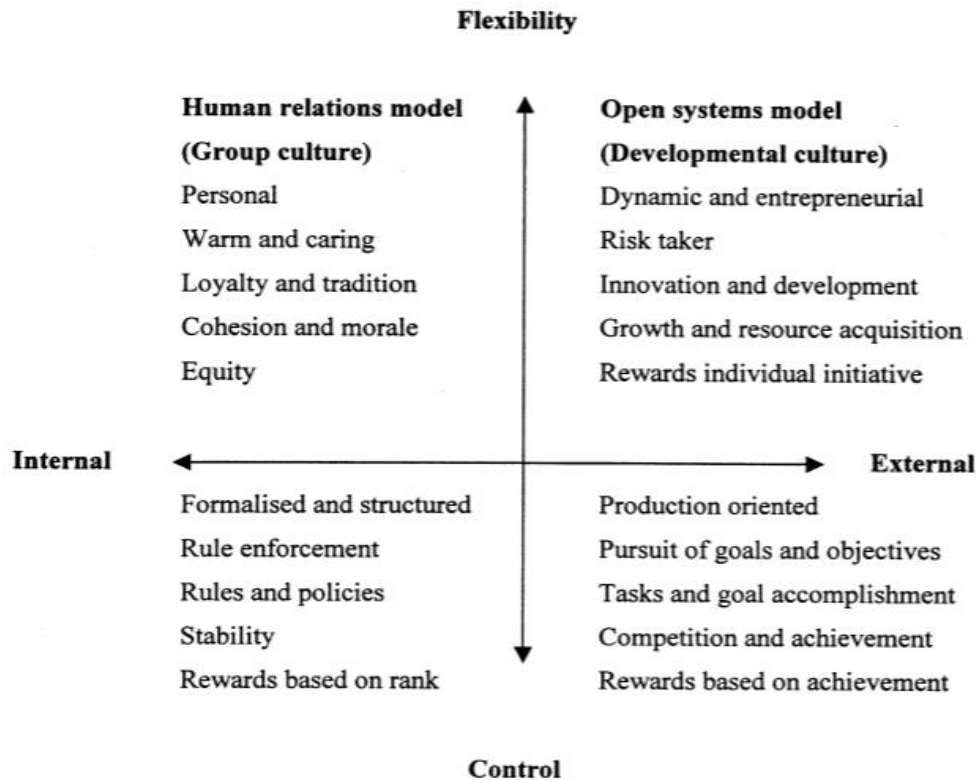 Flexibility
Human relations model
(Group culture)
Personal
Warm and caring
Loyalty and tradition
Cohesion and morale
Equity
Open systems model
(Developmental culture)
Dynamic and entrepreneurial
Risk taker
Innovation and development
Growth and resource acquisition
Rewards individual initiative
Internal
External
Formalised and structured
Rule enforcement
Rules and policies
Stability
Rewards based on rank
Production oriented
Pursuit of goals and objectives
Tasks and goal accomplishment
Competition and achievement
Rewards based on achievement
Control